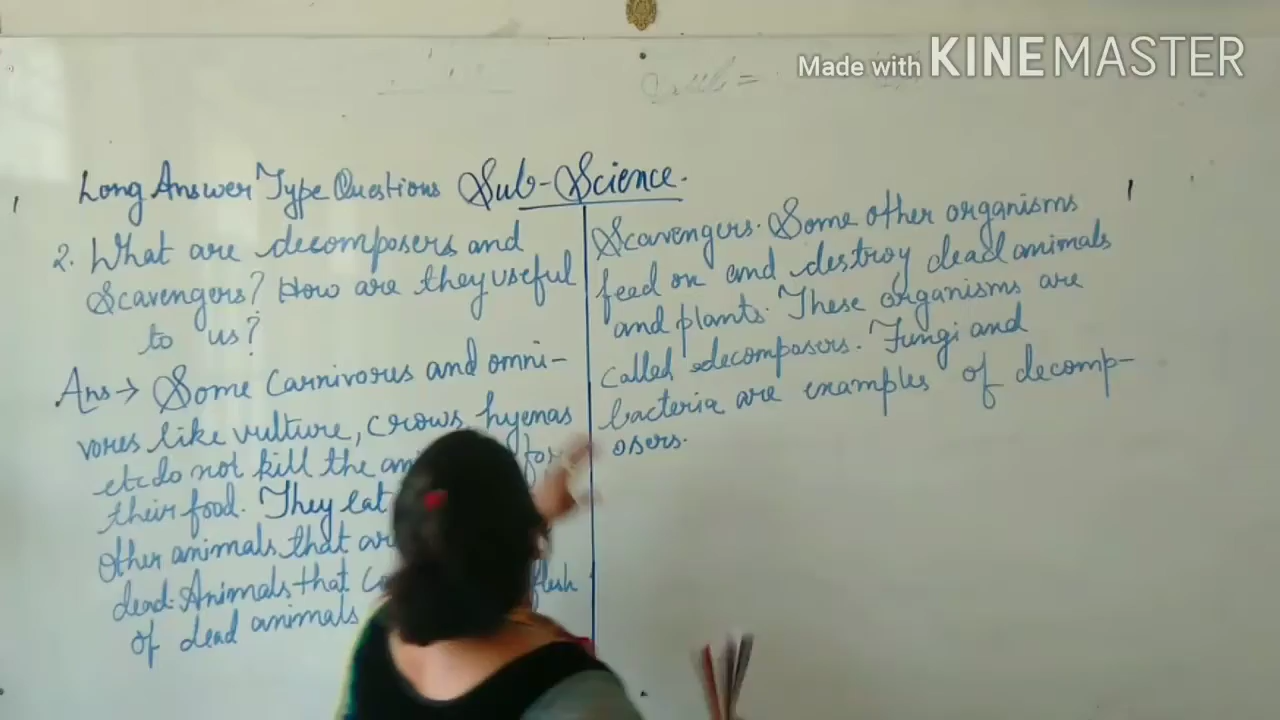 Made with KINEMASTER
Long Answer Type Questions Sub-Science.
2. What are decomposers and
Scavengers? How are they useful
to us?
Ans → Some Carnivores and omni-
vores like vulture, crows hyenas
etc do not kill the for
their food. They eat
other animals that
dead. Animals that flesh
of dead animals
Scavengers. Some other organisms
feed on and destroy dead animals
and plants. These organisms are
called decomposers. Fungi and
bacteria are examples of decomp-
osers.